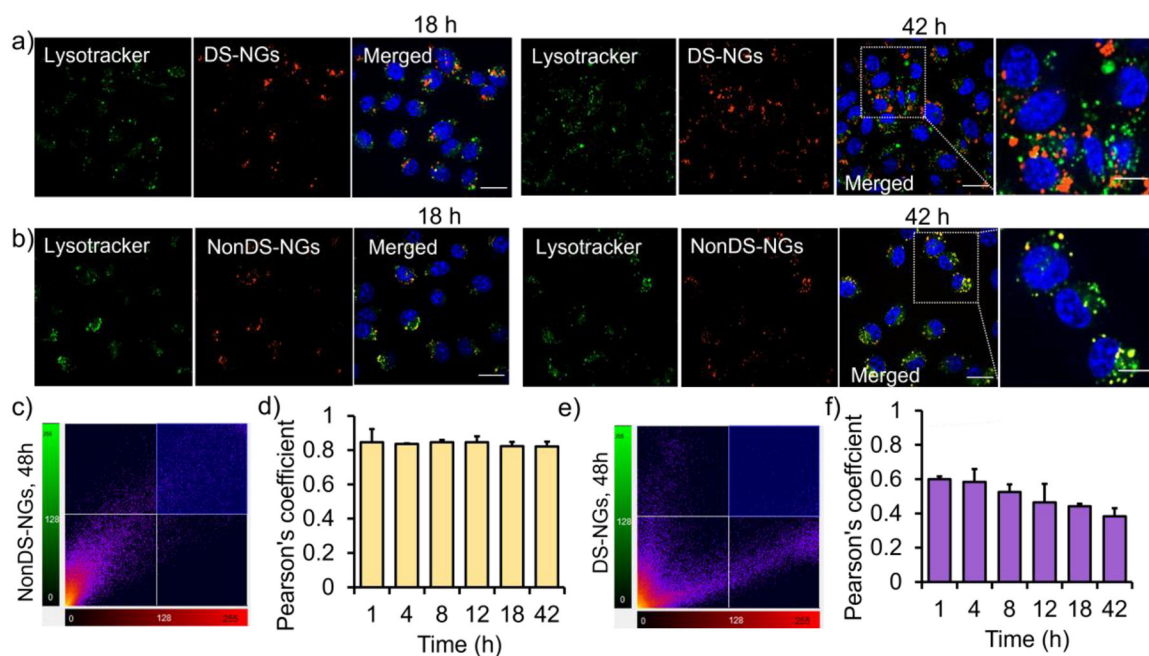 18 h
42 h
a)
Lysotracker
DS-NGs
Merged
Lysotracker
DS-NGs
Merged
18 h
42 h
b)
Lysotracker
NonDS-NGs
Merged
Lysotracker
NonDS-NGs
Merged
c)
NonDS-NGs, 48h
0
128
0
128
255
d)
Pearson's coefficient
1
0.8
0.6
0.4
0.2
0
1 4 8 12 18 42
Time (h)
e)
DS-NGs, 48h
0
128
0
128
255
f)
Pearson's coeffcient
1
0.8
0.6
0.4
0.2
0
1 4 8 12 18 42
Time (h)